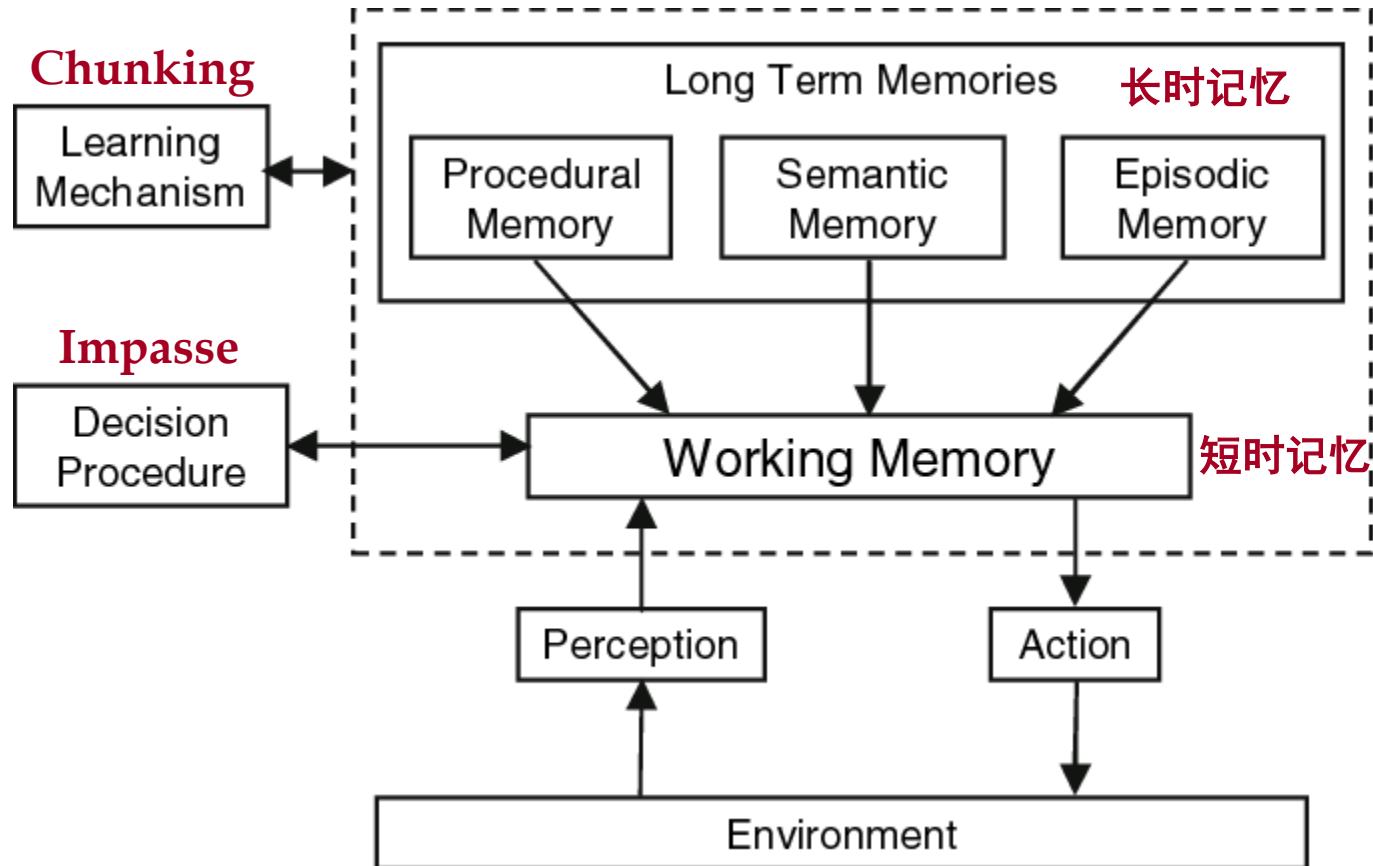 Chunking
Learning
Mechanism
Long Term Memories
长时记忆
Procedural
Memory
Semantic
Memory
Episodic
Memory
Impasse
Decision
Procedure
Working Memory
短时记忆
Perception
Action
Environment